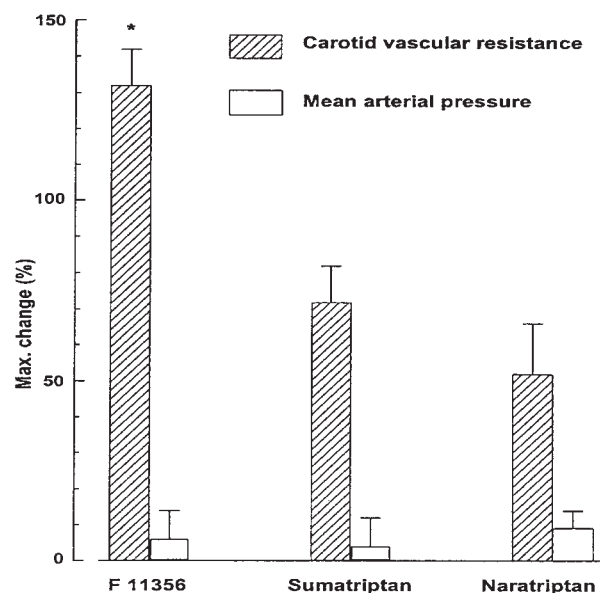 150
*
Carotid vascular resistance
Mean arterial pressure
100
Max. change (%)
50
0
F 11356 Sumatriptan Naratriptan